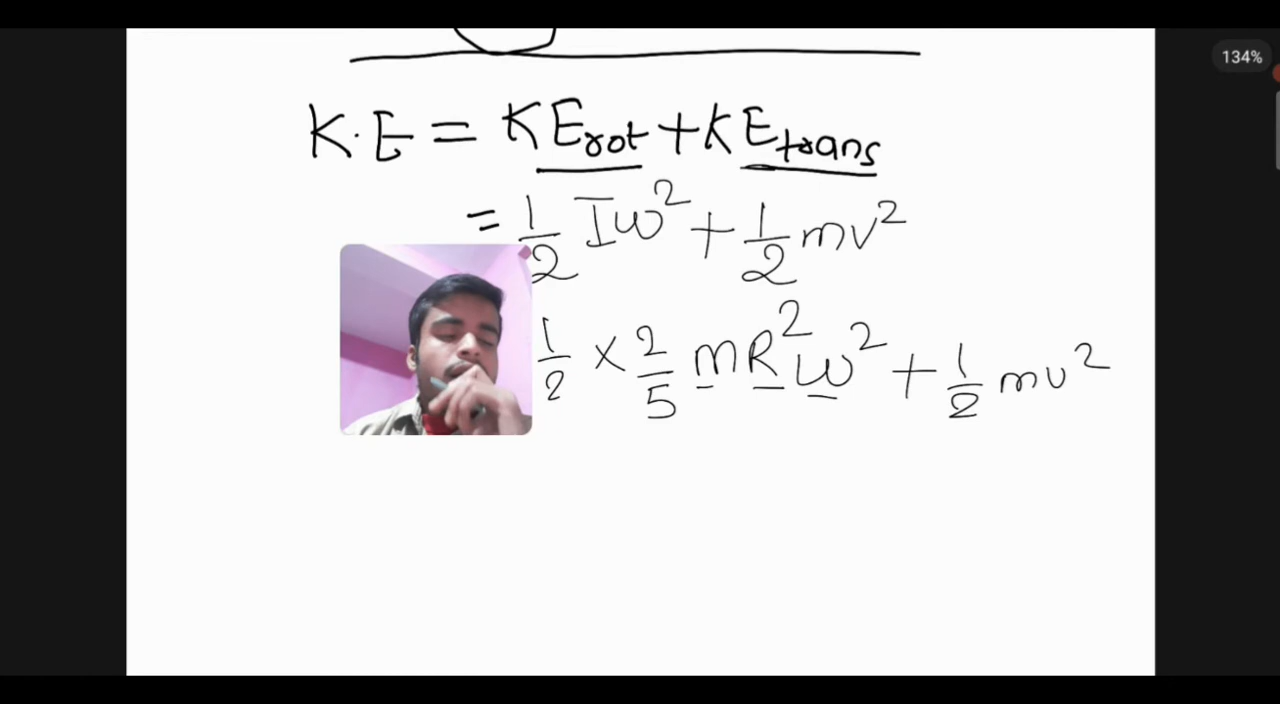 134%
K.E = KErot + KEtrans
= 1/2 Iω² + 1/2 mv²
1/2 × 2/5 mR²ω² + 1/2 mv²